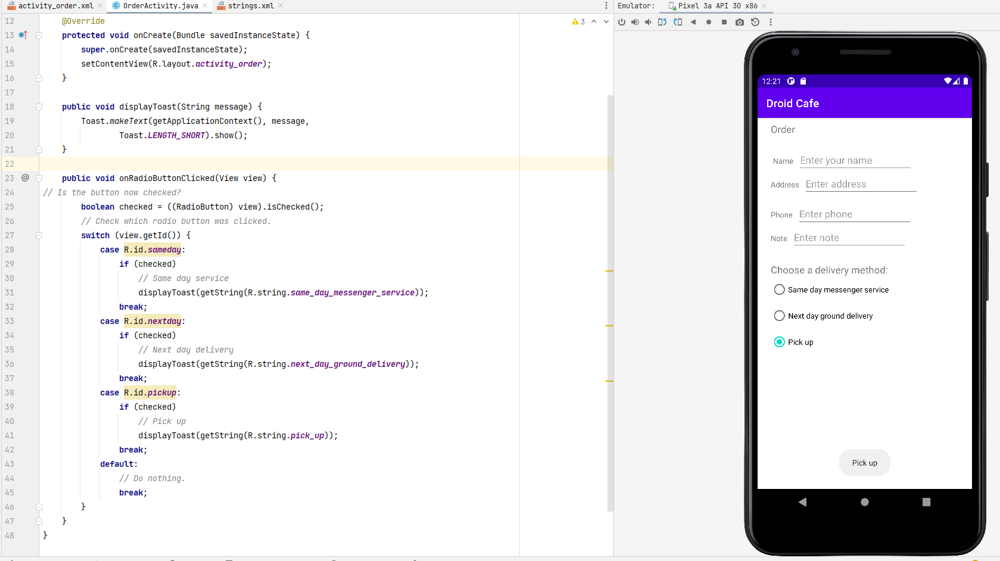 activity_order.xml OrderActivity.java strings.xml
12 @Override 3
13 protected void onCreate(Bundle savedInstanceState) {
14 super.onCreate(savedInstanceState);
15 setContentView(R.layout.activity_order);
16 }
17
18 public void displayToast(String message) {
19 Toast.makeText(getApplicationContext(), message,
20 Toast.LENGTH_SHORT).show();
21 }
22
23 @ public void onRadioButtonClicked(View view) {
24 // Is the button now checked?
25 boolean checked = ((RadioButton) view).isChecked();
26 // Check which radio button was clicked.
27 switch (view.getId()) {
28 case R.id.sameday:
29 if (checked)
30 // Same day service
31 displayToast(getString(R.string.same_day_messenger_service));
32 break;
33 case R.id.nextday:
34 if (checked)
35 // Next day delivery
36 displayToast(getString(R.string.next_day_ground_delivery));
37 break;
38 case R.id.pickup:
39 if (checked)
40 // Pick up
41 displayToast(getString(R.string.pick_up));
42 break;
43 default:
44 // Do nothing.
45 break;
46 }
47 }
48 }
Emulator: Pixel 3a API 30 x86
12:21
Droid Cafe
Order
Name Enter your name
Address Enter address
Phone Enter phone
Note Enter note
Choose a delivery method:
Same day messenger service
Next day ground delivery
Pick up
Pick up